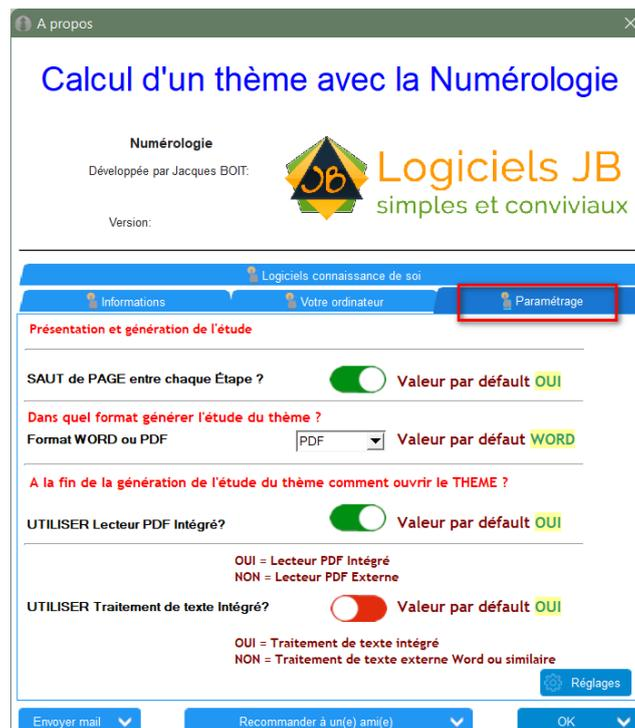 A propos
Calcul d'un thème avec la Numérologie
Numérologie
Développée par Jacques BOIT:
Version:
JB
Logiciels JB
simples et conviviaux
Logiciels connaissance de soi
Informations
Votre ordinateur
Paramétrage
Présentation et génération de l'étude
SAUT de PAGE entre chaque Étape ?
Valeur par défault OUI
Dans quel format générer l'étude du thème ?
Format WORD ou PDF
PDF
Valeur par défaut WORD
A la fin de la génération de l'étude du thème comment ouvrir le THEME ?
UTILISER Lecteur PDF Intégré?
Valeur par défault OUI
OUI = Lecteur PDF Intégré
NON = Lecteur PDF Externe
UTILISER Traitement de texte Intégré?
Valeur par défault OUI
OUI = Traitement de texte intégré
NON = Traitement de texte externe Word ou similaire
Réglages
Envoyer mail
Recommander à un(e) ami(e)
OK